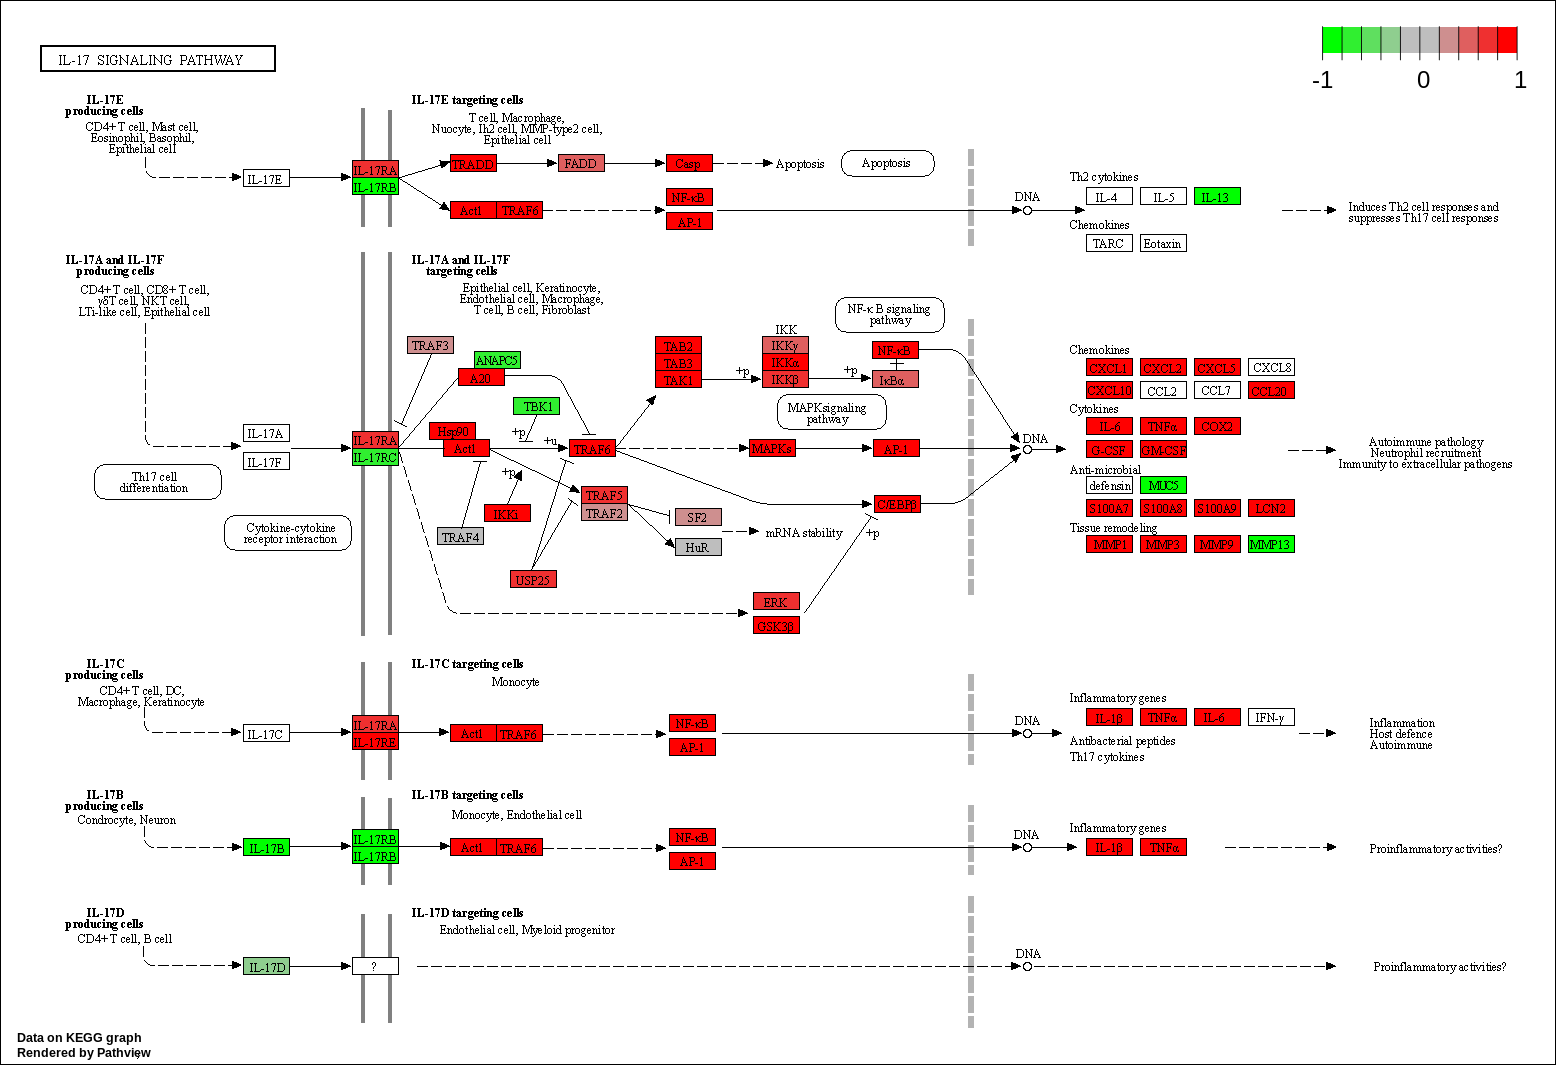 IL-17 SIGNALING PATHWAY
-1 0 1
IL-17E
producing cells
CD4+ T cell, Mast cell,
Eosinophil, Basophil,
Epithelial cell
IL-17E
IL-17RA
IL-17RB
IL-17E targeting cells
T cell, Macrophage,
Nuocyte, Ih2 cell, MMP-type2 cell,
Epithelial cell
TRADD
FADD
Casp
Apoptosis
Apoptosis
Act1 TRAF6
NF-κB
AP-1
DNA
Th2 cytokines
IL-4 IL-5 IL-13
Chemokines
TARC Eotaxin
Induces Th2 cell responses and
suppresses Th17 cell responses
IL-17A and IL-17F
producing cells
CD4+ T cell, CD8+ T cell,
γδT cell, NKT cell,
LTi-like cell, Epithelial cell
IL-17A
IL-17F
Th17 cell
differentiation
Cytokine-cytokine
receptor interaction
IL-17RA
IL-17RC
IL-17A and IL-17F
targeting cells
Epithelial cell, Keratinocyte,
Endothelial cell, Macrophage,
T cell, B cell, Fibroblast
TRAF3
ANAPC5
A20
TBK1
Hsp90
Act1
+p
+u
TRAF6
+p
IKKi
TRAF4
TRAF5
TRAF2
USP25
SF2
HuR
mRNA stability
TAB2
TAB3
TAK1
+p
IKK
IKKγ
IKKα
IKKβ
+p
NF-κB
IκBα
NF-κ B signaling
pathway
MAPK signaling
pathway
MAPKs
AP-1
C/EBPβ
+p
ERK
GSK3β
DNA
Chemokines
CXCL1 CXCL2 CXCL5 CXCL8
CXCL10 CCL2 CCL7 CCL20
Cytokines
IL-6 TNFα COX2
G-CSF GM-CSF
Anti-microbial
defensin MUC5
S100A7 S100A8 S100A9 LCN2
Tissue remodeling
MMP1 MMP3 MMP9 MMP13
Autoimmune pathology
Neutrophil recruitment
Immunity to extracellular pathogens
IL-17C
producing cells
CD4+ T cell, DC,
Macrophage, Keratinocyte
IL-17C
IL-17RA
IL-17RE
IL-17C targeting cells
Monocyte
Act1 TRAF6
NF-κB
AP-1
DNA
Inflammatory genes
IL-1β TNFα IL-6 IFN-γ
Antibacterial peptides
Th17 cytokines
Inflammation
Host defence
Autoimmune
IL-17B
producing cells
Condrocyte, Neuron
IL-17B
IL-17RB
IL-17RB
IL-17B targeting cells
Monocyte, Endothelial cell
Act1 TRAF6
NF-κB
AP-1
DNA
Inflammatory genes
IL-1β TNFα
Proinflammatory activities?
IL-17D
producing cells
CD4+ T cell, B cell
IL-17D
?
IL-17D targeting cells
Endothelial cell, Myeloid progenitor
DNA
Proinflammatory activities?
Data on KEGG graph
Rendered by Pathview